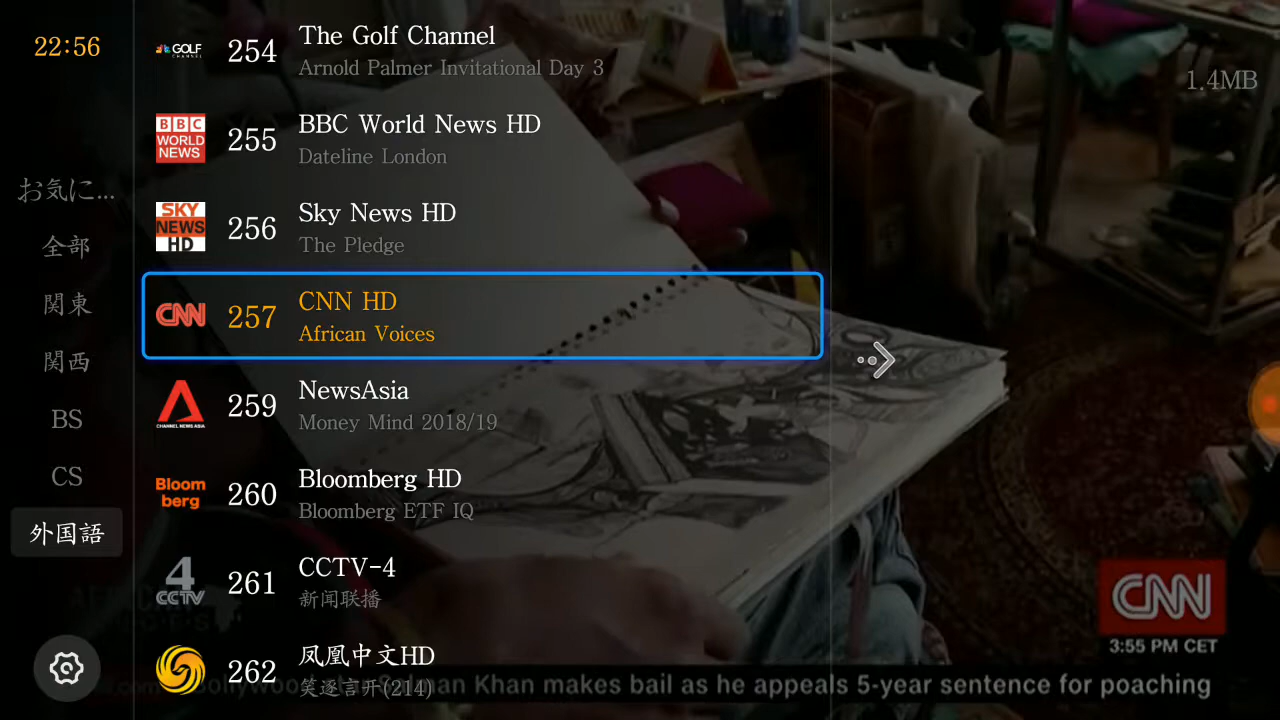 22:56
お気に...
全部
関東
関西
BS
CS
外国語
GOLF
CHANNEL
254
The Golf Channel
Arnold Palmer Invitational Day 3
BBC
WORLD
NEWS
255
BBC World News HD
Dateline London
SKY
NEWS
HD
256
Sky News HD
The Pledge
CNN
257
CNN HD
African Voices
CHANNEL NEWS ASIA
259
NewsAsia
Money Mind 2018/19
Bloom
berg
260
Bloomberg HD
Bloomberg ETF IQ
4
CCTV
261
CCTV-4
新闻联播
262
凤凰中文HD
笑逐言开(214)
1.4MB
CNN
3:55 PM CET
Salman Khan makes bail as he appeals 5-year sentence for poaching